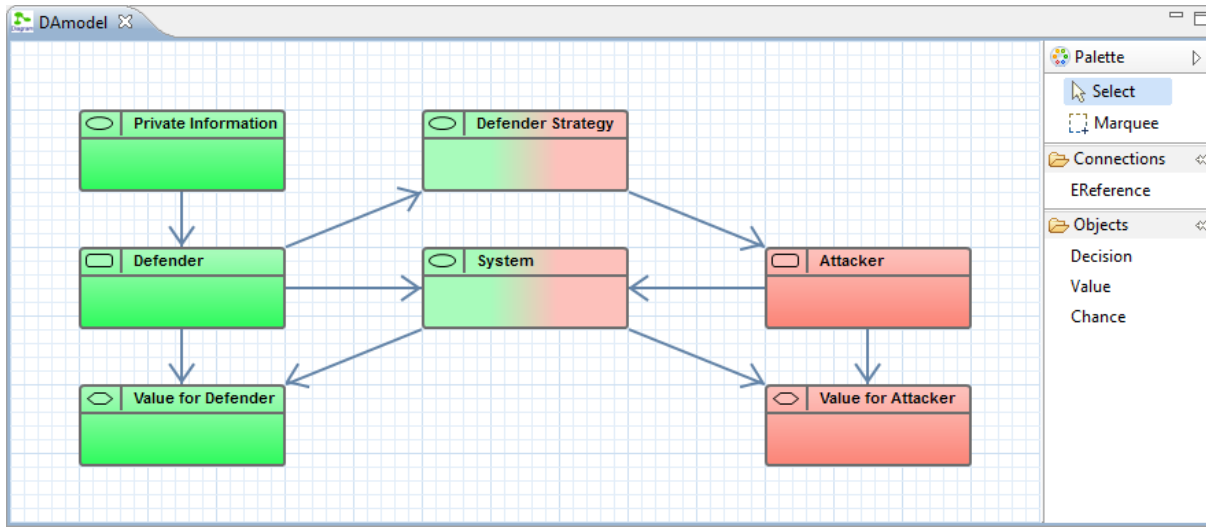 DAmodel
Private Information
Defender Strategy
Defender
System
Attacker
Value for Defender
Value for Attacker
Palette
Select
Marquee
Connections
EReference
Objects
Decision
Value
Chance